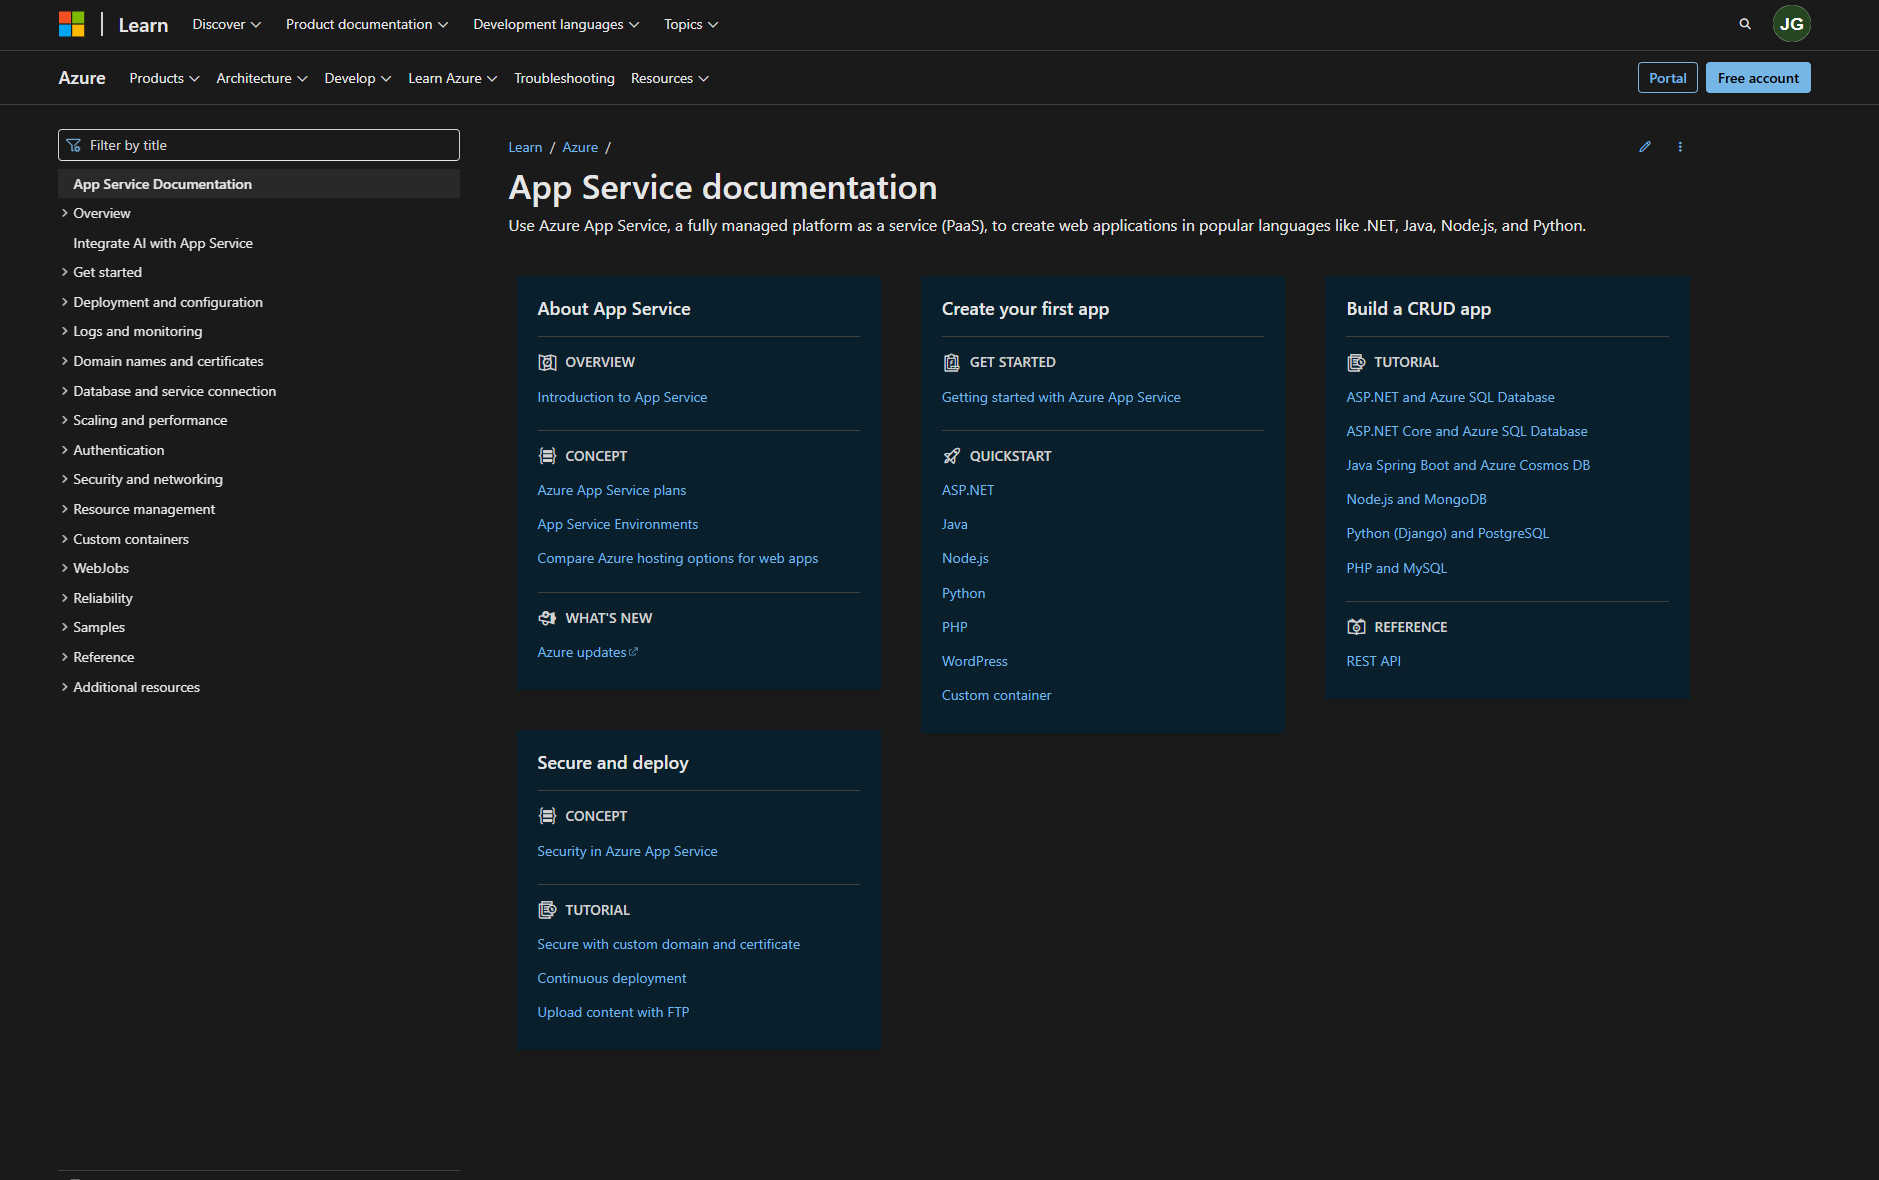 Learn Discover Product documentation Development languages Topics JG
Azure Products Architecture Develop Learn Azure Troubleshooting Resources Portal Free account
Filter by title
App Service Documentation
Overview
Integrate AI with App Service
Get started
Deployment and configuration
Logs and monitoring
Domain names and certificates
Database and service connection
Scaling and performance
Authentication
Security and networking
Resource management
Custom containers
WebJobs
Reliability
Samples
Reference
Additional resources
Learn / Azure /
App Service documentation
Use Azure App Service, a fully managed platform as a service (PaaS), to create web applications in popular languages like .NET, Java, Node.js, and Python.
About App Service
OVERVIEW
Introduction to App Service
CONCEPT
Azure App Service plans
App Service Environments
Compare Azure hosting options for web apps
WHAT'S NEW
Azure updates
Create your first app
GET STARTED
Getting started with Azure App Service
QUICKSTART
ASP.NET
Java
Node.js
Python
PHP
WordPress
Custom container
Build a CRUD app
TUTORIAL
ASP.NET and Azure SQL Database
ASP.NET Core and Azure SQL Database
Java Spring Boot and Azure Cosmos DB
Node.js and MongoDB
Python (Django) and PostgreSQL
PHP and MySQL
REFERENCE
REST API
Secure and deploy
CONCEPT
Security in Azure App Service
TUTORIAL
Secure with custom domain and certificate
Continuous deployment
Upload content with FTP